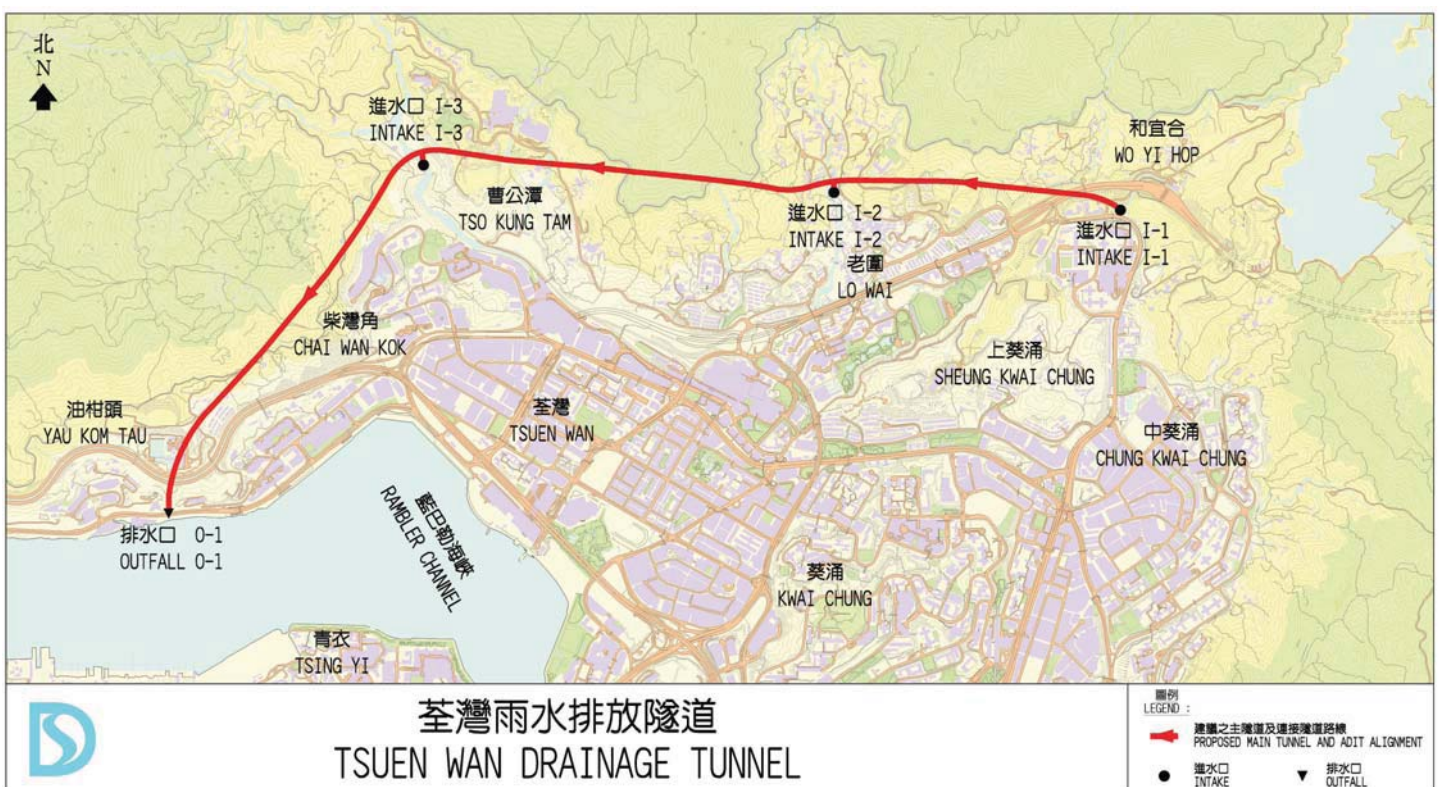 北
N
進水口 I-3
INTAKE I-3
和宜合
WO YI HOP
曹公潭
TSO KUNG TAM
進水口 I-2
INTAKE I-2
進水口 I-1
INTAKE I-1
老圍
LO WAI
柴灣角
CHAI WAN KOK
上葵涌
SHEUNG KWAI CHUNG
油柑頭
YAU KOM TAU
荃灣
TSUEN WAN
中葵涌
CHUNG KWAI CHUNG
藍巴勒海峽
RAMBLER CHANNEL
排水口 O-1
OUTFALL O-1
葵涌
KWAI CHUNG
青衣
TSING YI
荃灣雨水排放隧道
TSUEN WAN DRAINAGE TUNNEL
圖例
LEGEND :
建議之主隧道及連接隧道路線
PROPOSED MAIN TUNNEL AND ADIT ALIGNMENT
進水口
INTAKE
排水口
OUTFALL